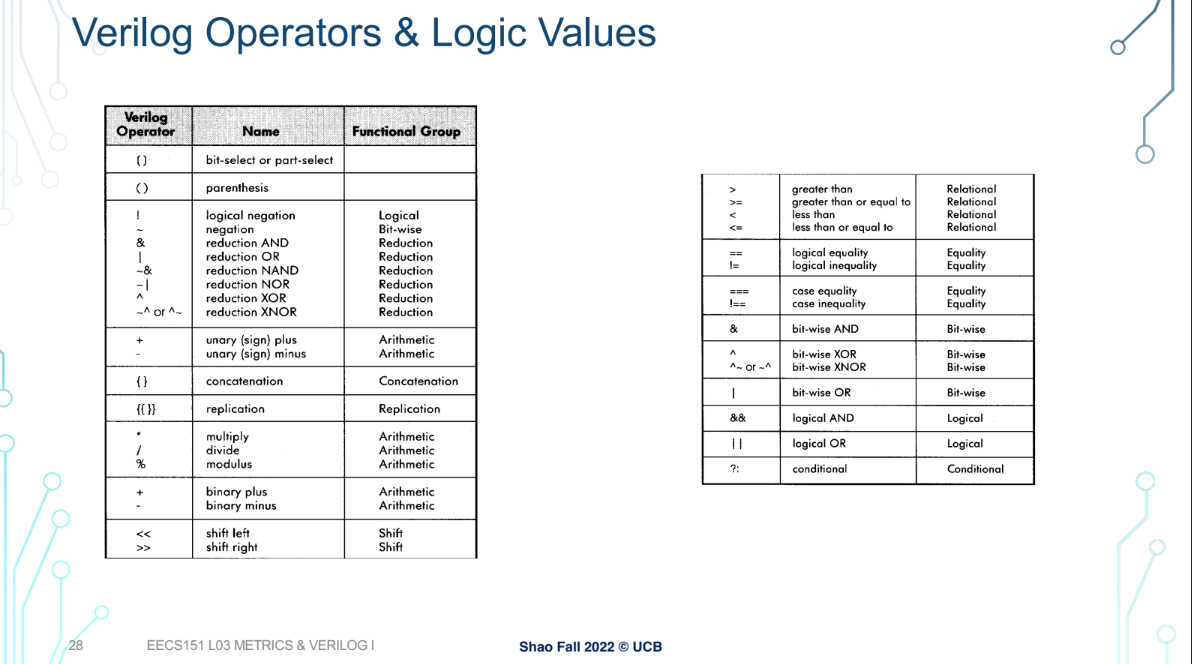 Verilog Operators & Logic Values
Verilog Operator Name Functional Group
() bit-select or part-select
() parenthesis
! logical negation Logical
~ negation Bit-wise
& reduction AND Reduction
| reduction OR Reduction
~& reduction NAND Reduction
~| reduction NOR Reduction
^ reduction XOR Reduction
~^ or ^~ reduction XNOR Reduction
+ unary (sign) plus Arithmetic
- unary (sign) minus Arithmetic
{} concatenation Concatenation
{{}} replication Replication
* multiply Arithmetic
/ divide Arithmetic
% modulus Arithmetic
+ binary plus Arithmetic
- binary minus Arithmetic
<< shift left Shift
>> shift right Shift
> greater than Relational
>= greater than or equal to Relational
< less than Relational
<= less than or equal to Relational
== logical equality Equality
!= logical inequality Equality
=== case equality Equality
!== case inequality Equality
& bit-wise AND Bit-wise
^ bit-wise XOR Bit-wise
^~ or ~^ bit-wise XNOR Bit-wise
| bit-wise OR Bit-wise
&& logical AND Logical
|| logical OR Logical
?: conditional Conditional
28 EECS151 L03 METRICS & VERILOG I Shao Fall 2022 © UCB